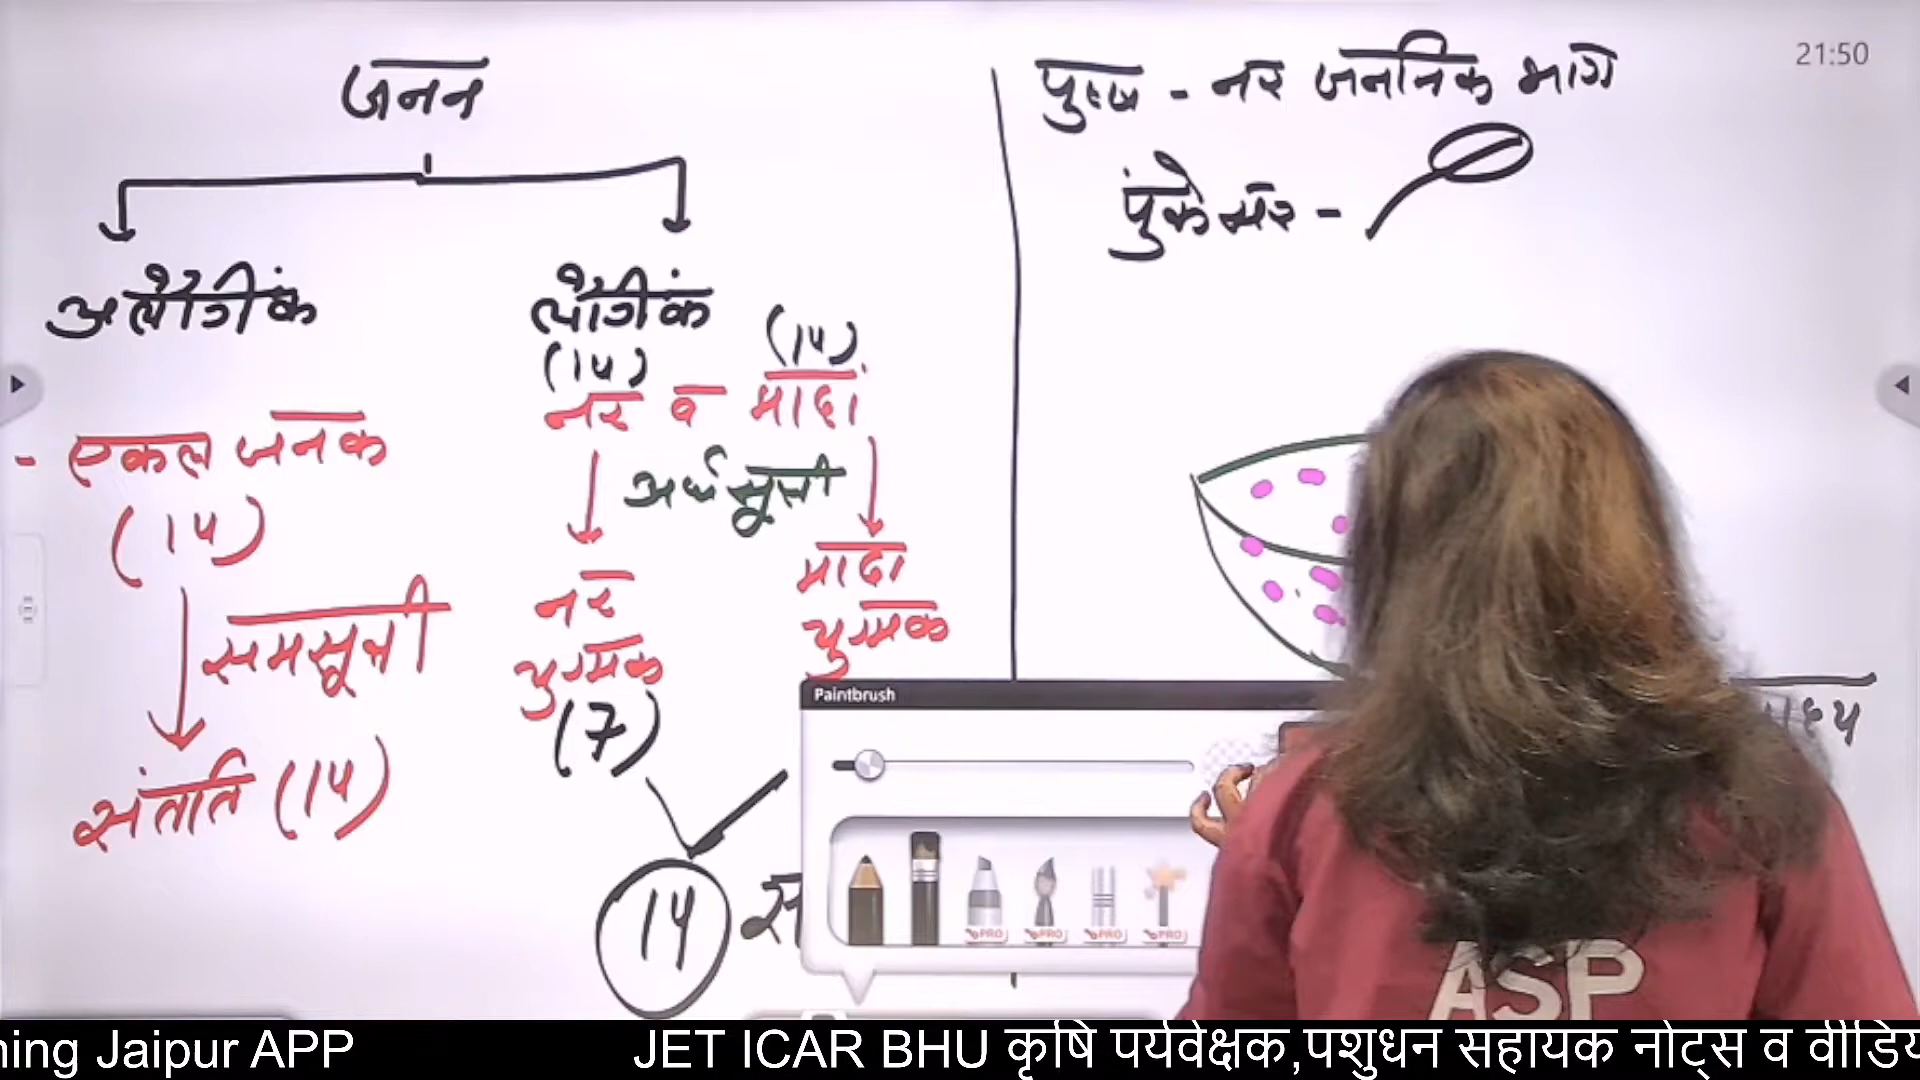 जनन
अलैंगीक
लैंगीक
- एकल जनक
(14)
समसूत्री
संतति (14)
(14)
(14)
नर व मादा
अर्धसूत्री
नर
युग्मक
(7)
मादा
युग्मक
14
पुष्प - नर जननिक भाग
पुंकेसर -
21:50
Paintbrush
PRO
PRO
PRO
PRO
ASP
ning Jaipur APP
JET ICAR BHU कृषि पर्यवेक्षक,पशुधन सहायक नोट्स व वीडिय